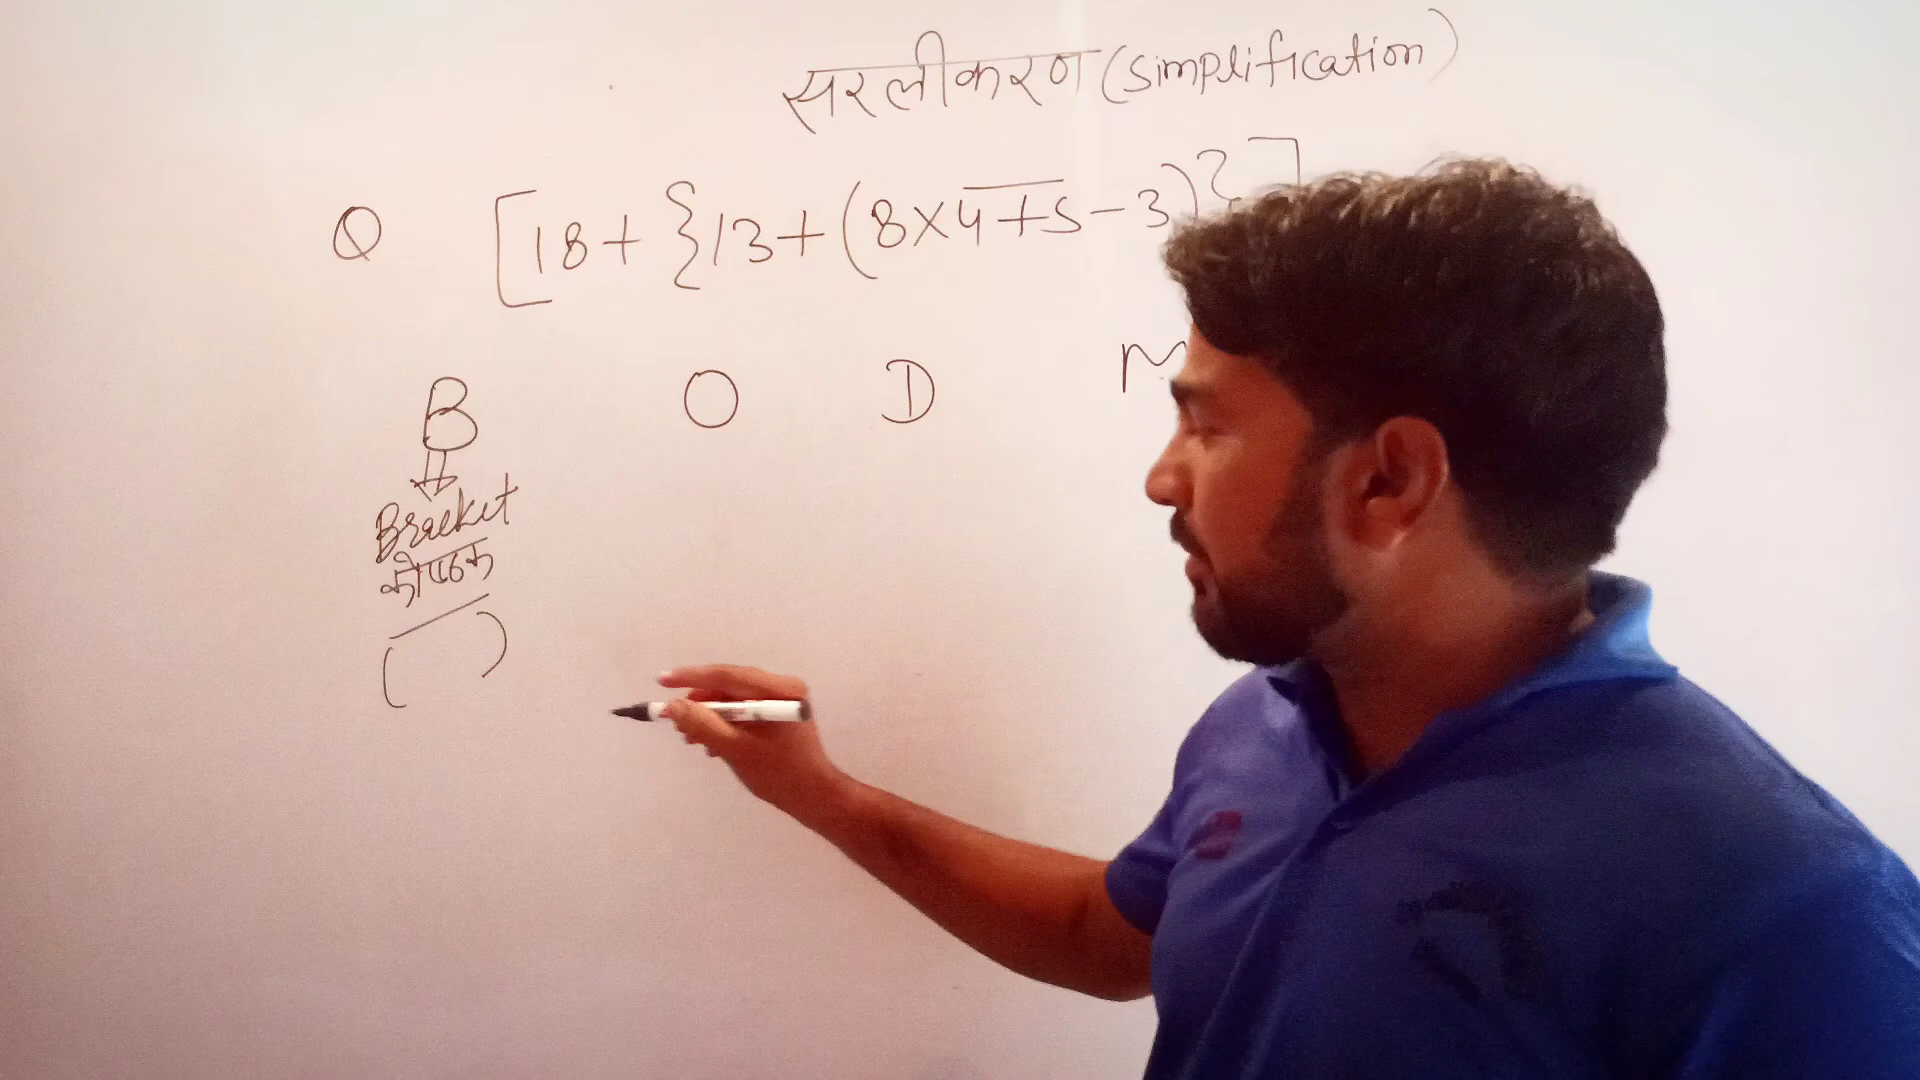 सरलीकरण (Simplification)
Q [18+{13+(8×4+5-3)}]
B O D M
Bracket
कोष्ठक
( )